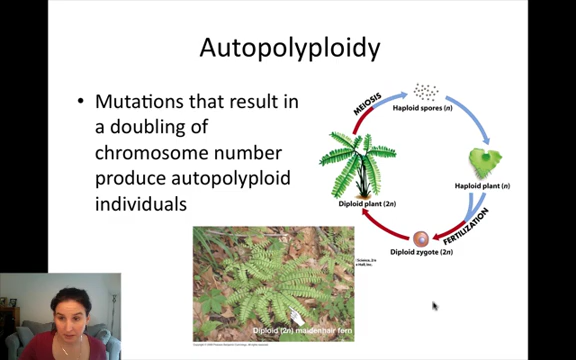 Autopolyploidy
• Mutations that result in
a doubling of
chromosome number
produce autopolyploid
individuals
MEIOSIS
Haploid spores (n)
Haploid plant (n)
FERTILIZATION
Diploid zygote (2n)
Diploid plant (2n)
Diploid (2n) maidenhair fern